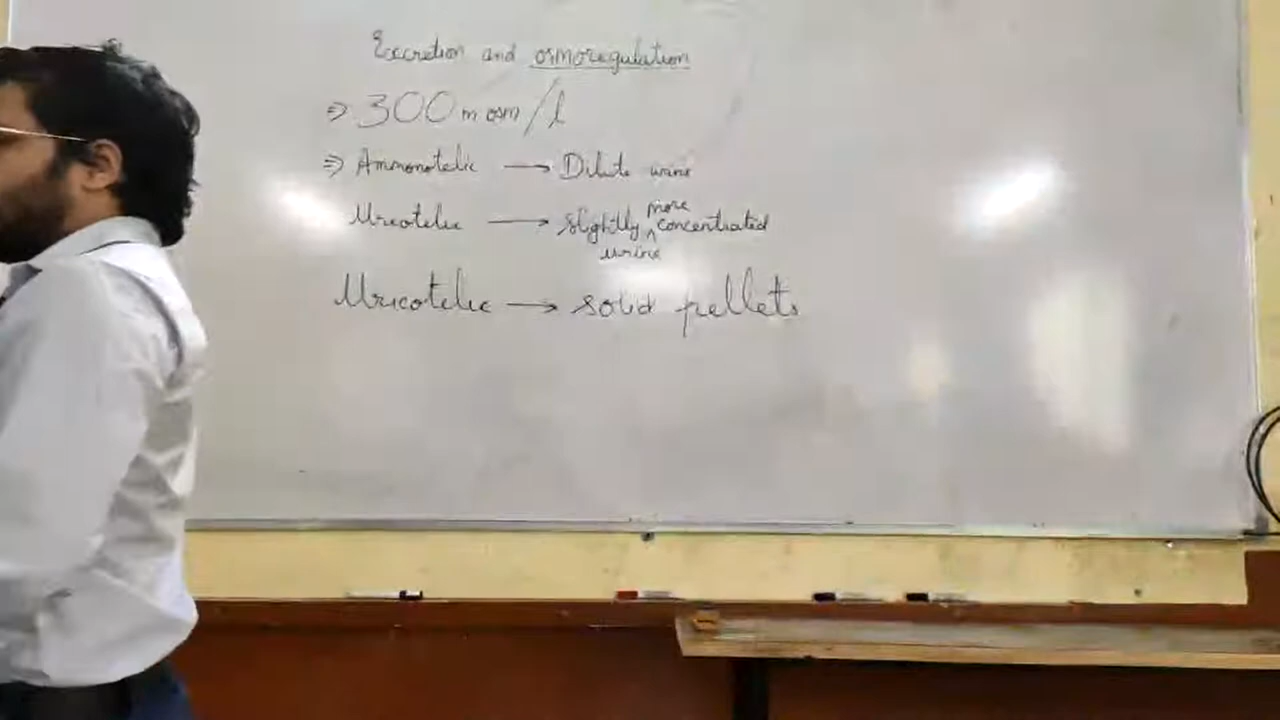 Excretion and osmoregulation
⇒ 300 m osm/l
⇒ Ammonotelic → Dilute urine
Ureotelic → slightly more concentrated urine
Uricotelic → solid pellets